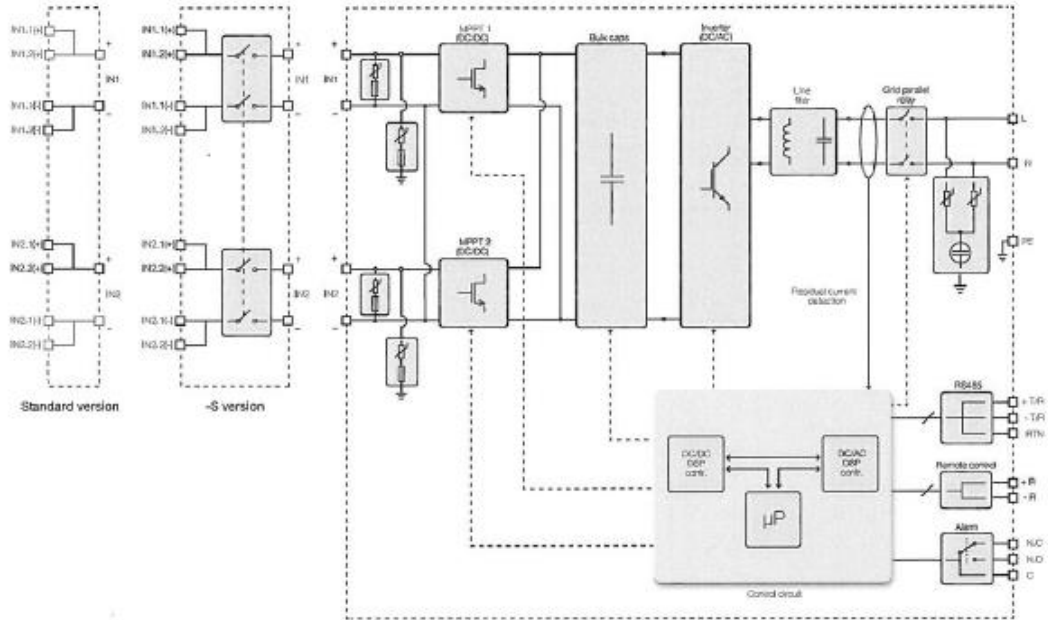 IN1.1(+)
IN1.2(+)
+
IN1
IN1.1(-)
IN1.2(-)
−
IN2.1(+)
IN2.2(+)
+
IN2
IN2.1(-)
−
IN2.2(-)
Standard version
IN1.1(+)
IN1.2(+)
+
IN1
IN1.1(-)
IN1.2(-)
−
IN2.1(+)
IN2.2(+)
+
IN2
IN2.1(-)
IN2.2(-)
−
-S version
+
IN1
−
+
IN2
−
MPPT 1
(DC/DC)
MPPT 2
(DC/DC)
Bulk caps
Inverter
(DC/AC)
Line
filter
Grid parallel
relay
L
N
PE
Residual current
detection
DC/DC
DSP
contr.
DC/AC
DSP
contr.
µP
Control circuit
RS485
+ T/R
- T/R
RTN
Remote control
+ R
- R
Alarm
N.C
N.O
C